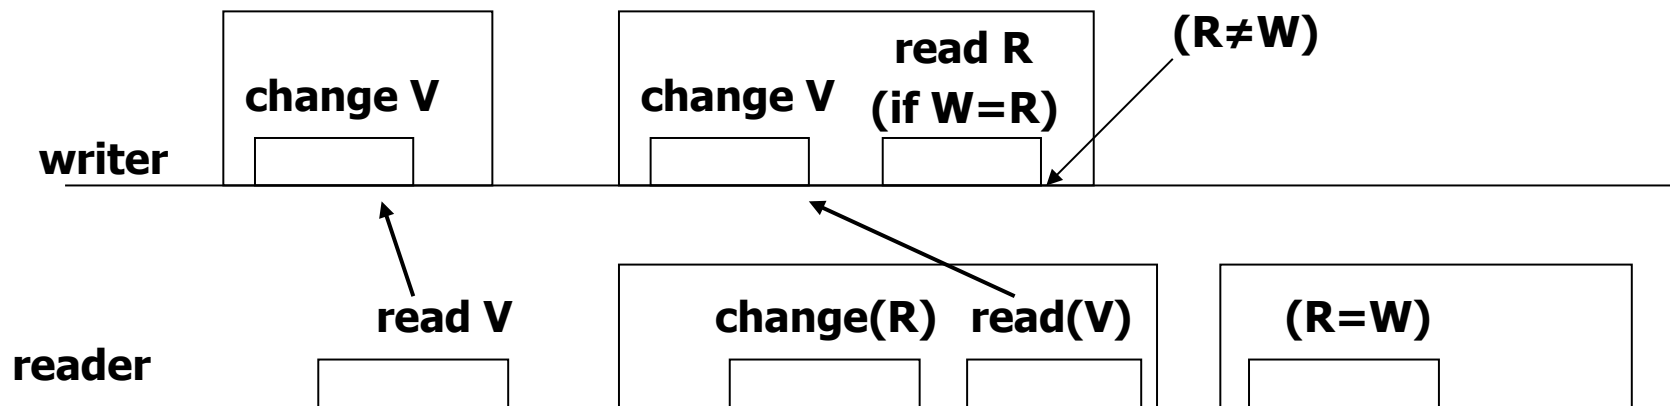 (R≠W)
read R
change V
change V
(if W=R)
writer
read V
change(R)
read(V)
(R=W)
reader